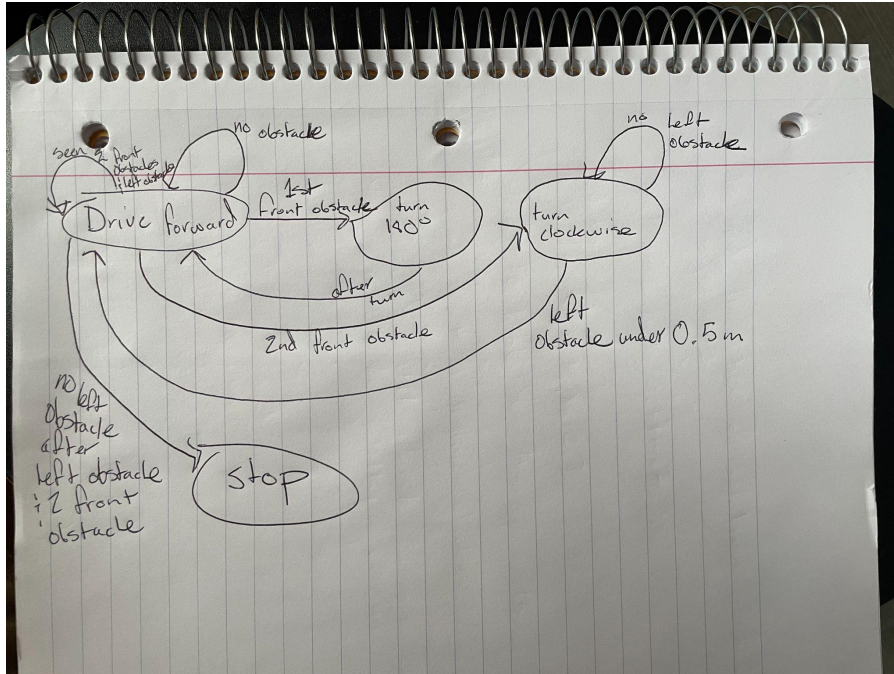 no obstacle
seen 2 front
obstacles
& left obstacle
Drive forward
1st
front obstacle
turn
180°
no left
obstacle
turn
clockwise
after
turn
2nd front obstacle
left
obstacle under 0.5 m
no left
obstacle
after
left obstacle
& 2 front
obstacle
stop